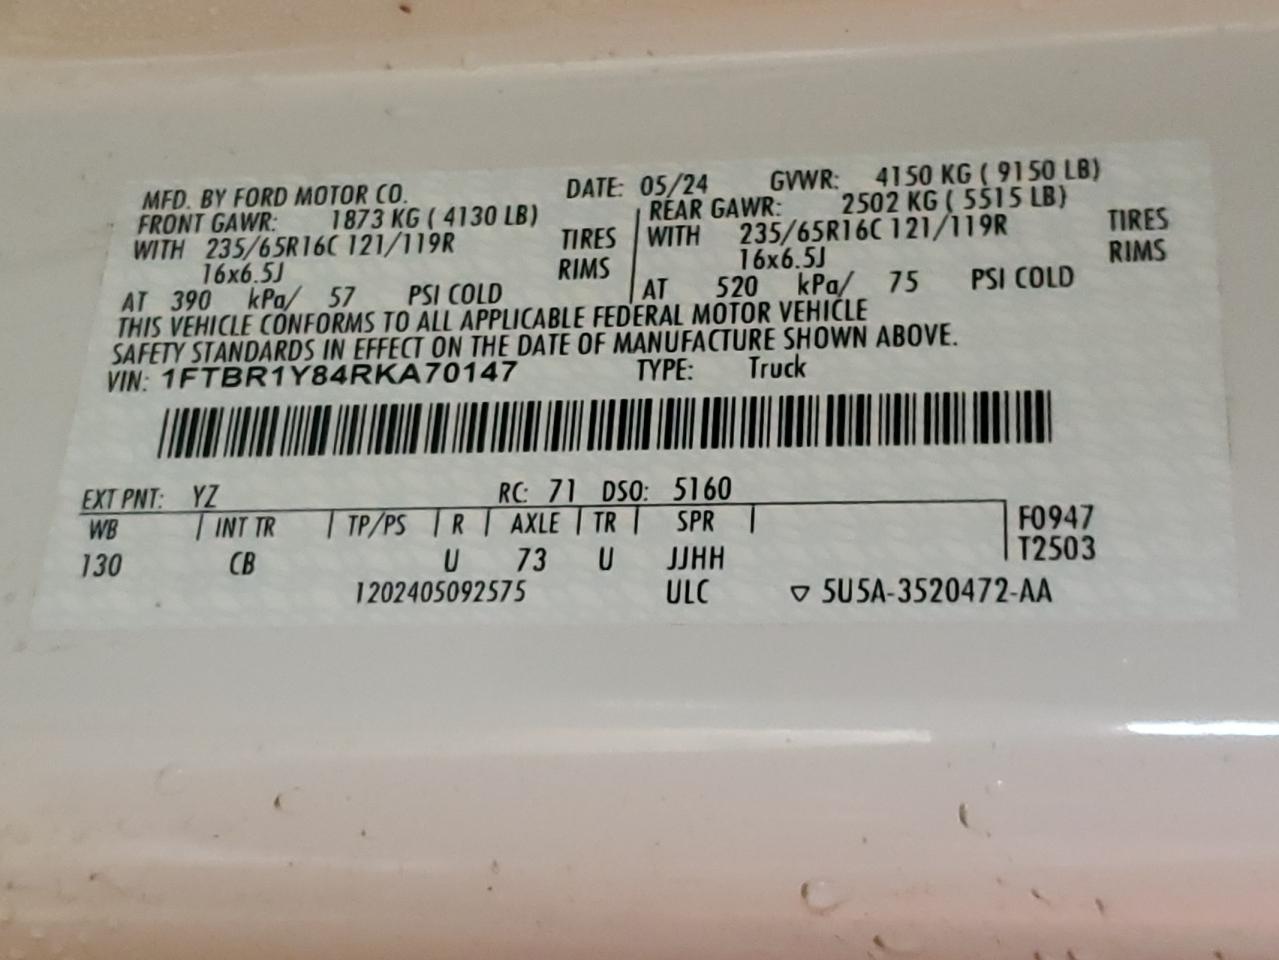 MFD. BY FORD MOTOR CO. DATE: 05/24 GVWR: 4150 KG ( 9150 LB)
FRONT GAWR: 1873 KG ( 4130 LB) REAR GAWR: 2502 KG ( 5515 LB)
WITH 235/65R16C 121/119R TIRES WITH 235/65R16C 121/119R TIRES
16x6.5J RIMS 16x6.5J RIMS
AT 390 kPa/ 57 PSI COLD AT 520 kPa/ 75 PSI COLD
THIS VEHICLE CONFORMS TO ALL APPLICABLE FEDERAL MOTOR VEHICLE
SAFETY STANDARDS IN EFFECT ON THE DATE OF MANUFACTURE SHOWN ABOVE.
VIN: 1FTBR1Y84RKA70147 TYPE: Truck
EXT PNT: YZ RC: 71 DSO: 5160
WB INT TR TP/PS R AXLE TR SPR F0947
130 CB U 73 U JJHH T2503
1202405092575 ULC ▽ 5U5A-3520472-AA